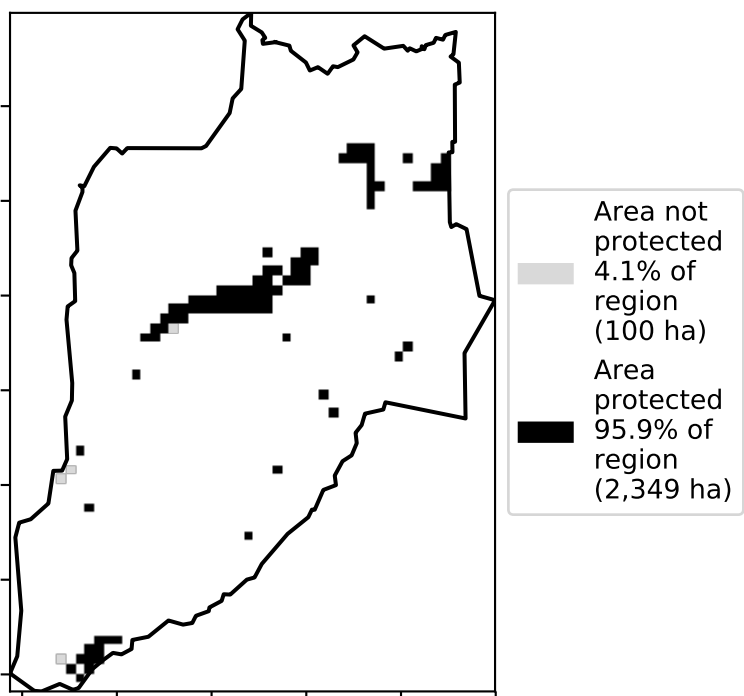 Area not
protected
4.1% of
region
(100 ha)
Area
protected
95.9% of
region
(2,349 ha)